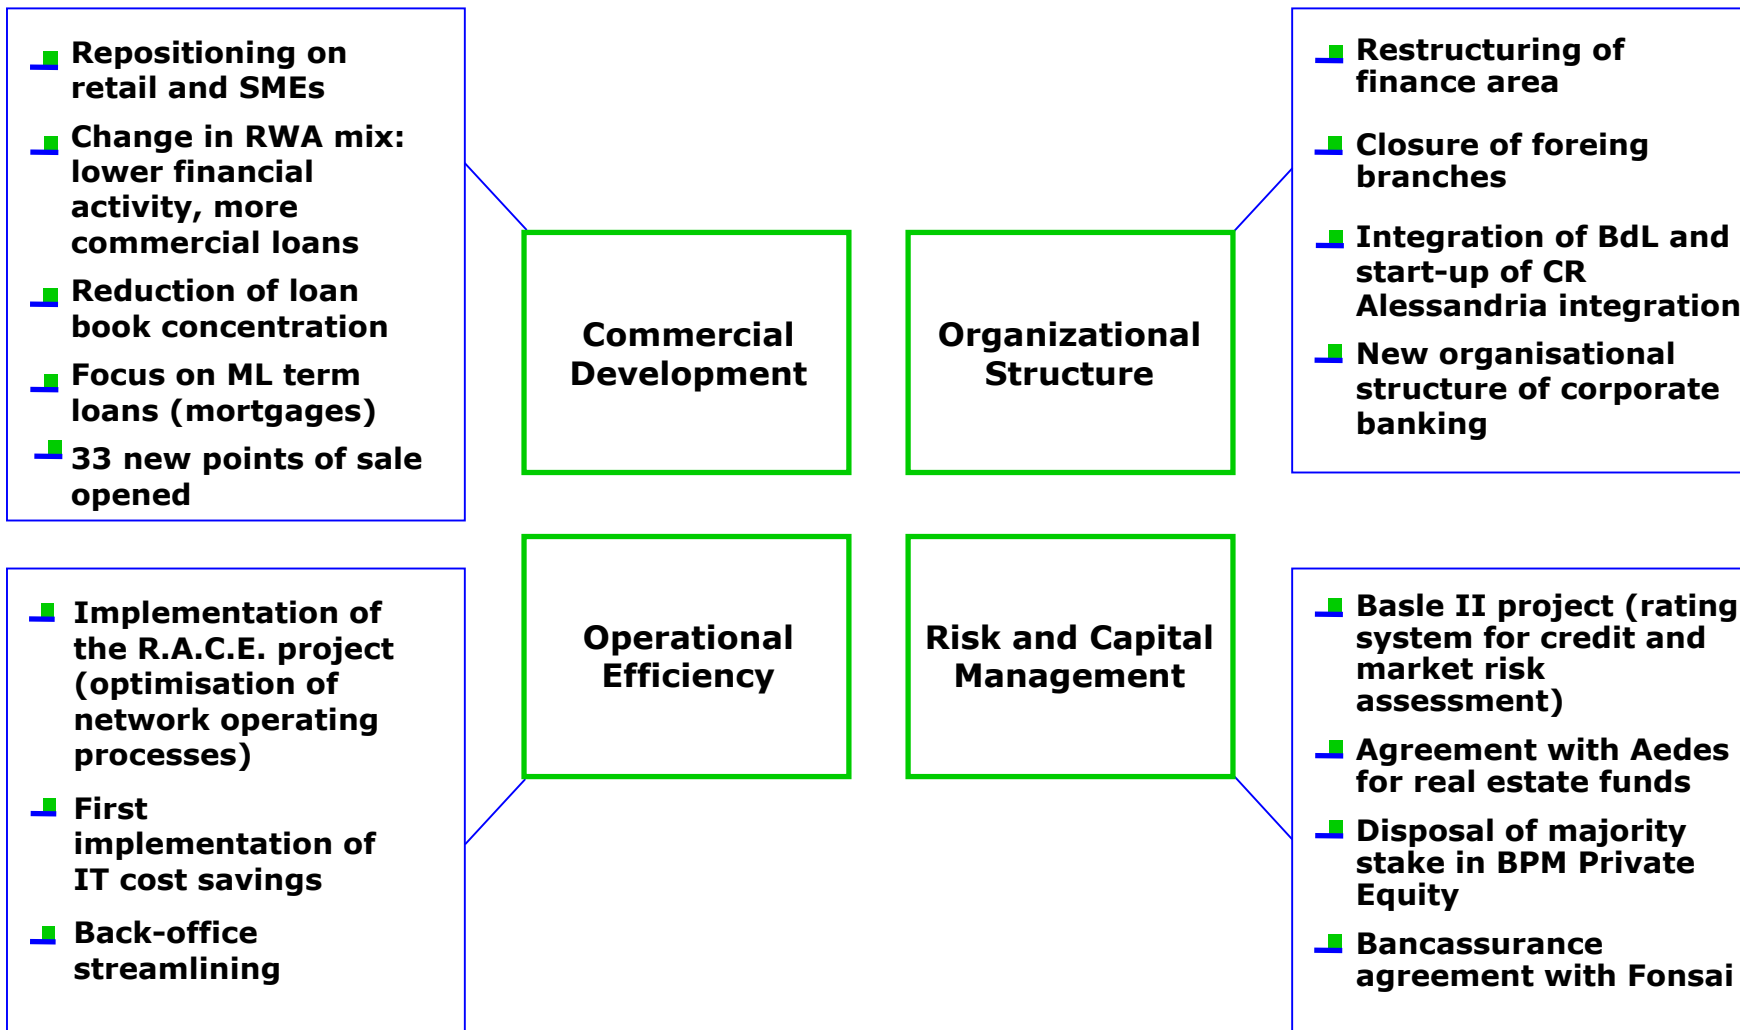 Repositioning on
retail and SMEs
Change in RWA mix:
lower financial
activity, more
commercial loans
Reduction of loan
book concentration
Focus on ML term
loans (mortgages)
33 new points of sale
opened
Commercial
Development
Organizational
Structure
Restructuring of
finance area
Closure of foreing
branches
Integration of BdL and
start-up of CR
Alessandria integration
New organisational
structure of corporate
banking
Implementation of
the R.A.C.E. project
(optimisation of
network operating
processes)
First
implementation of
IT cost savings
Back-office
streamlining
Operational
Efficiency
Risk and Capital
Management
Basle II project (rating
system for credit and
market risk
assessment)
Agreement with Aedes
for real estate funds
Disposal of majority
stake in BPM Private
Equity
Bancassurance
agreement with Fonsai